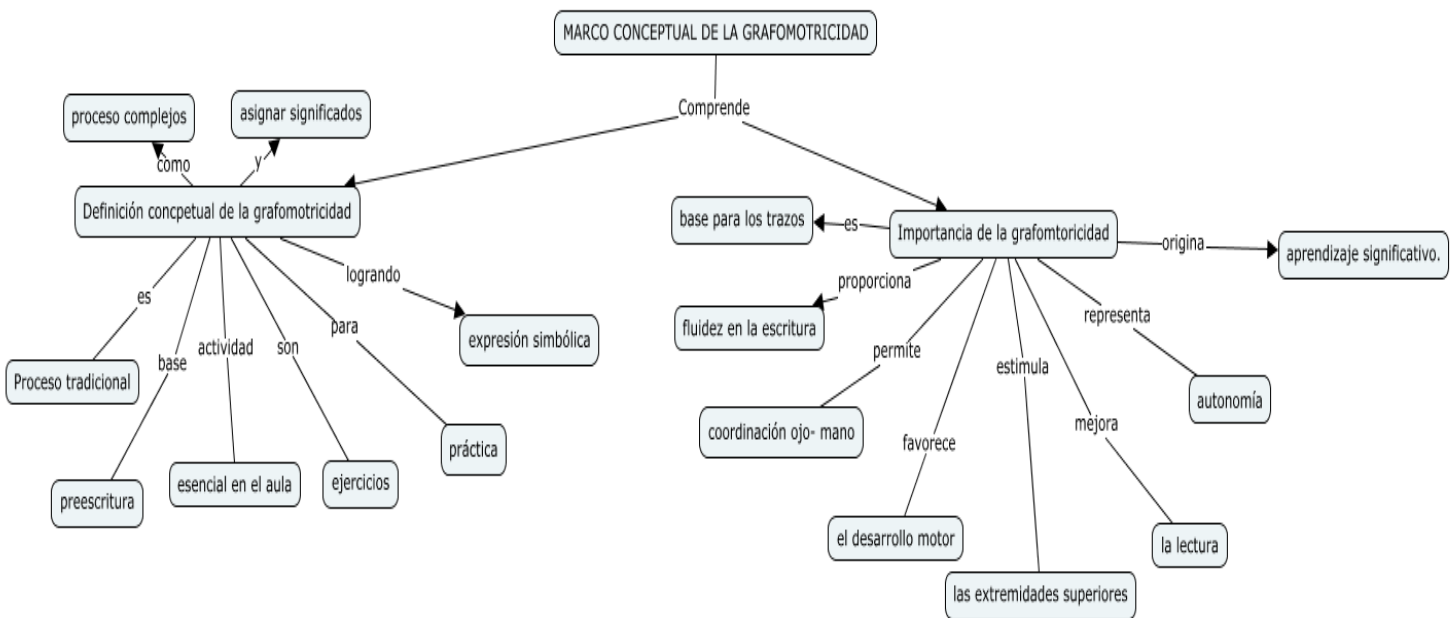 MARCO CONCEPTUAL DE LA GRAFOMOTRICIDAD
Comprende
proceso complejos
asignar significados
como
y
Definición concpetual de la grafomotricidad
es
base
actividad
son
para
logrando
Proceso tradicional
preescritura
esencial en el aula
ejercicios
práctica
expresión simbólica
base para los trazos
es
Importancia de la grafomtoricidad
origina
aprendizaje significativo.
proporciona
fluidez en la escritura
permite
coordinación ojo- mano
favorece
el desarrollo motor
estimula
las extremidades superiores
mejora
la lectura
representa
autonomía